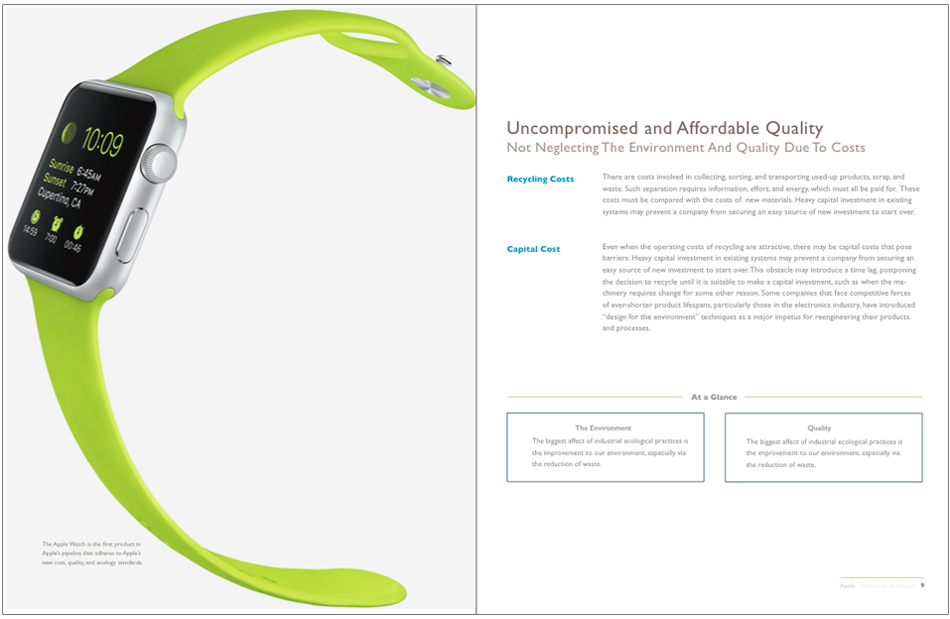 10:09
Sunrise 6:45AM
Sunset 7:27PM
Cupertino, CA
14:59 7:00 00:46
The Apple Watch is the first product in
Apple's pipeline that adheres to Apple's
new cost, quality, and ecology standards.
Uncompromised and Affordable Quality
Not Neglecting The Environment And Quality Due To Costs
Recycling Costs
There are costs involved in collecting, sorting, and transporting used-up products, scrap, and
waste. Such separation requires information, effort, and energy, which must all be paid for. These
costs must be compared with the costs of new materials. Heavy capital investment in existing
systems may prevent a company from securing an easy source of new investment to start over.
Capital Cost
Even when the operating costs of recycling are attractive, there may be capital costs that pose
barriers. Heavy capital investment in existing systems may prevent a company from securing an
easy source of new investment to start over. This obstacle may introduce a time lag, postponing
the decision to recycle until it is suitable to make a capital investment, such as when the ma-
chinery requires change for some other reason. Some companies that face competitive forces
of ever-shorter product lifespans, particularly those in the electronics industry, have introduced
"design for the environment" techniques as a major impetus for reengineering their products
and processes.
At a Glance
The Environment
The biggest affect of industrial ecological practices is
the improvement to our environment, especially via
the reduction of waste.
Quality
The biggest affect of industrial ecological practices is
the improvement to our environment, especially via
the reduction of waste.
Apple 9